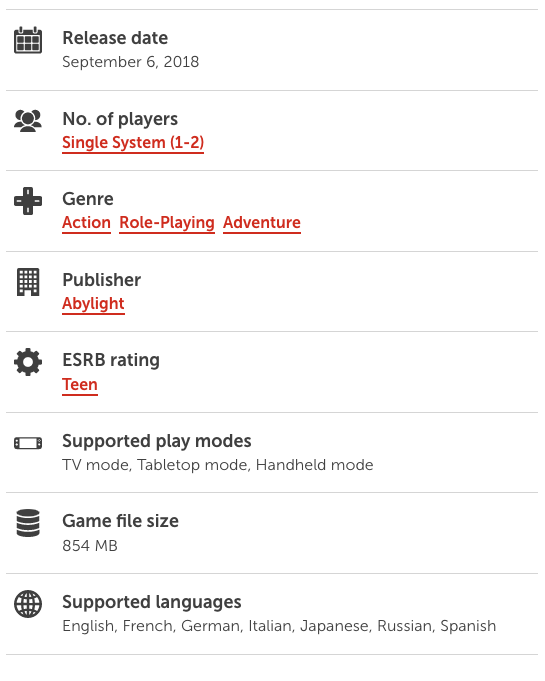 Release date
September 6, 2018
No. of players
Single System (1-2)
Genre
Action Role-Playing Adventure
Publisher
Abylight
ESRB rating
Teen
Supported play modes
TV mode, Tabletop mode, Handheld mode
Game file size
854 MB
Supported languages
English, French, German, Italian, Japanese, Russian, Spanish